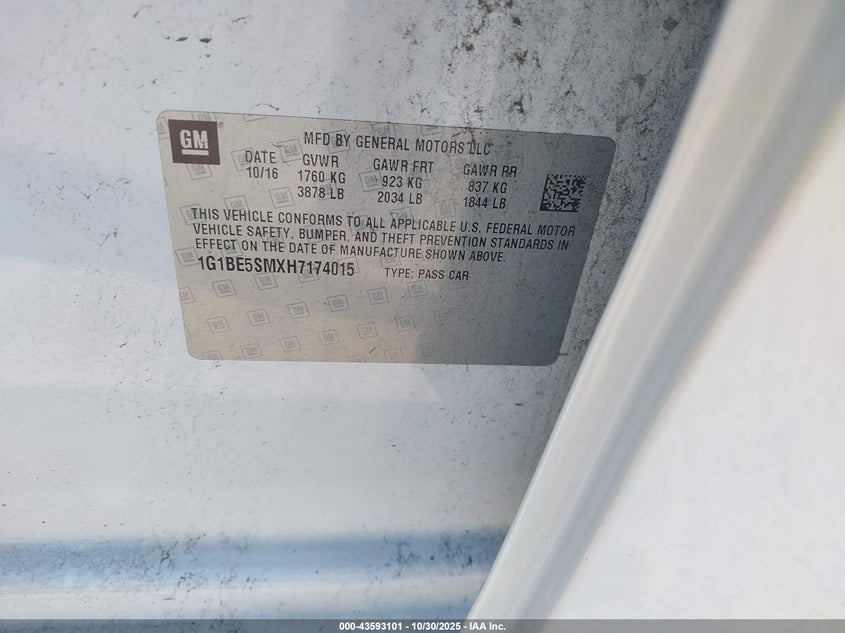 GM
MFD BY GENERAL MOTORS LLC
DATE GVWR GAWR FRT GAWR RR
10/16 1760 KG 923 KG 837 KG
3878 LB 2034 LB 1844 LB
THIS VEHICLE CONFORMS TO ALL APPLICABLE U.S. FEDERAL MOTOR
VEHICLE SAFETY, BUMPER, AND THEFT PREVENTION STANDARDS IN
EFFECT ON THE DATE OF MANUFACTURE SHOWN ABOVE.
1G1BE5SMXH7174015 TYPE: PASS CAR
000-43593101 | 10/30/2025 - IAA Inc.